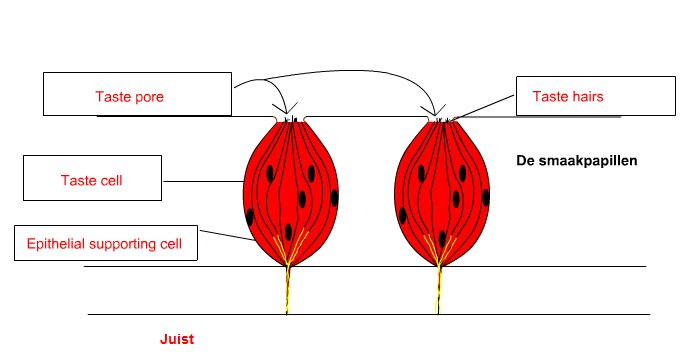 Taste pore
Taste hairs
De smaakpapillen
Taste cell
Epithelial supporting cell
Juist